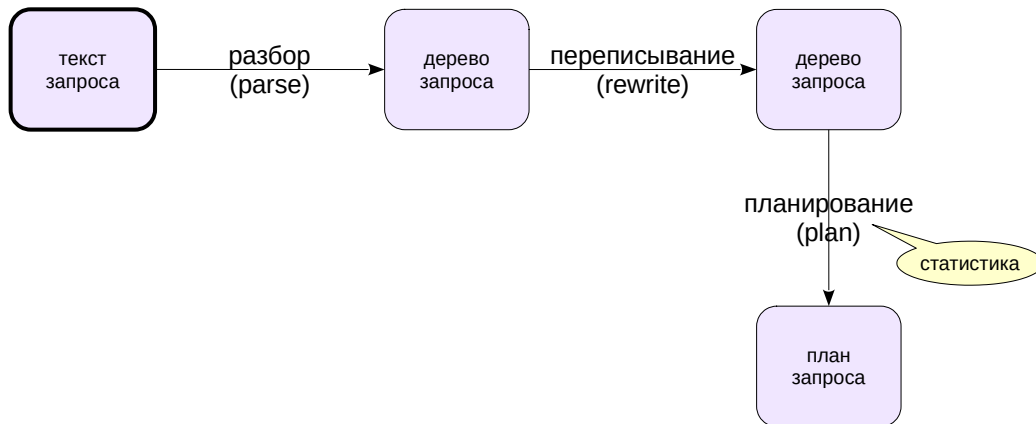 текст
запроса
разбор
(parse)
дерево
запроса
переписывание
(rewrite)
дерево
запроса
планирование
(plan)
статистика
план
запроса